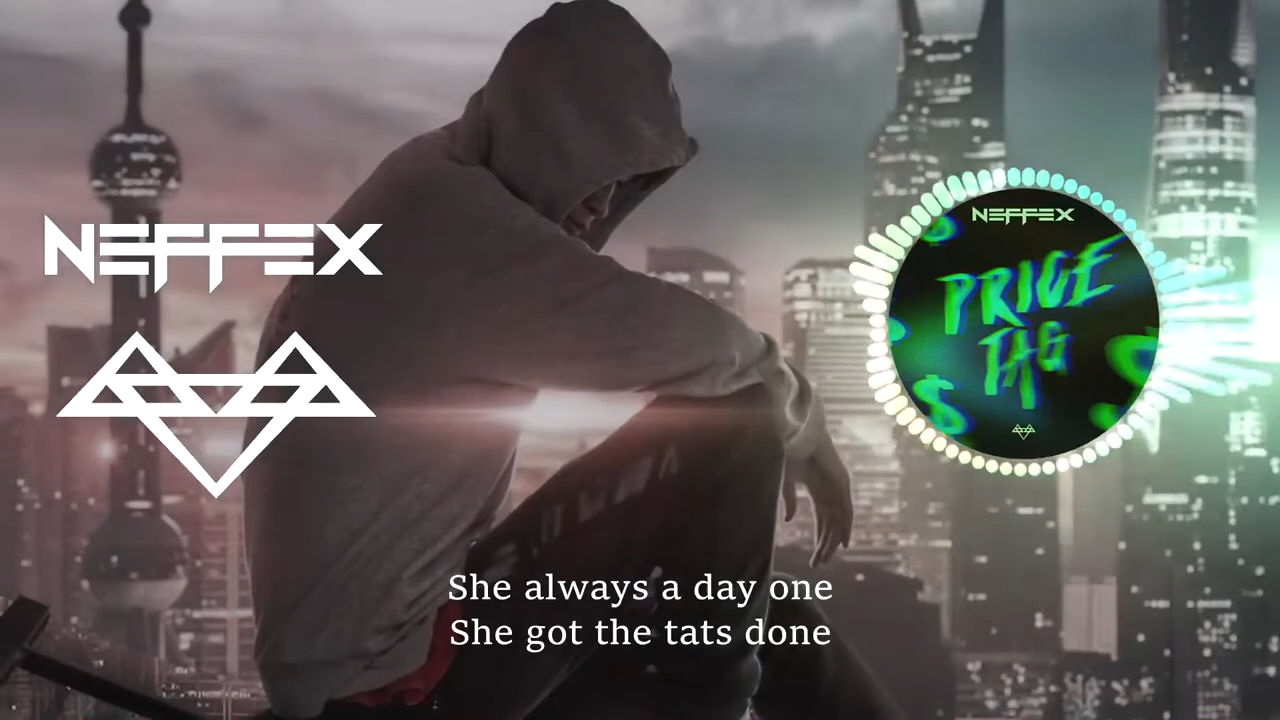 NEFFEX
NEFFEX
PRICE
TAG
$
She always a day one
She got the tats done